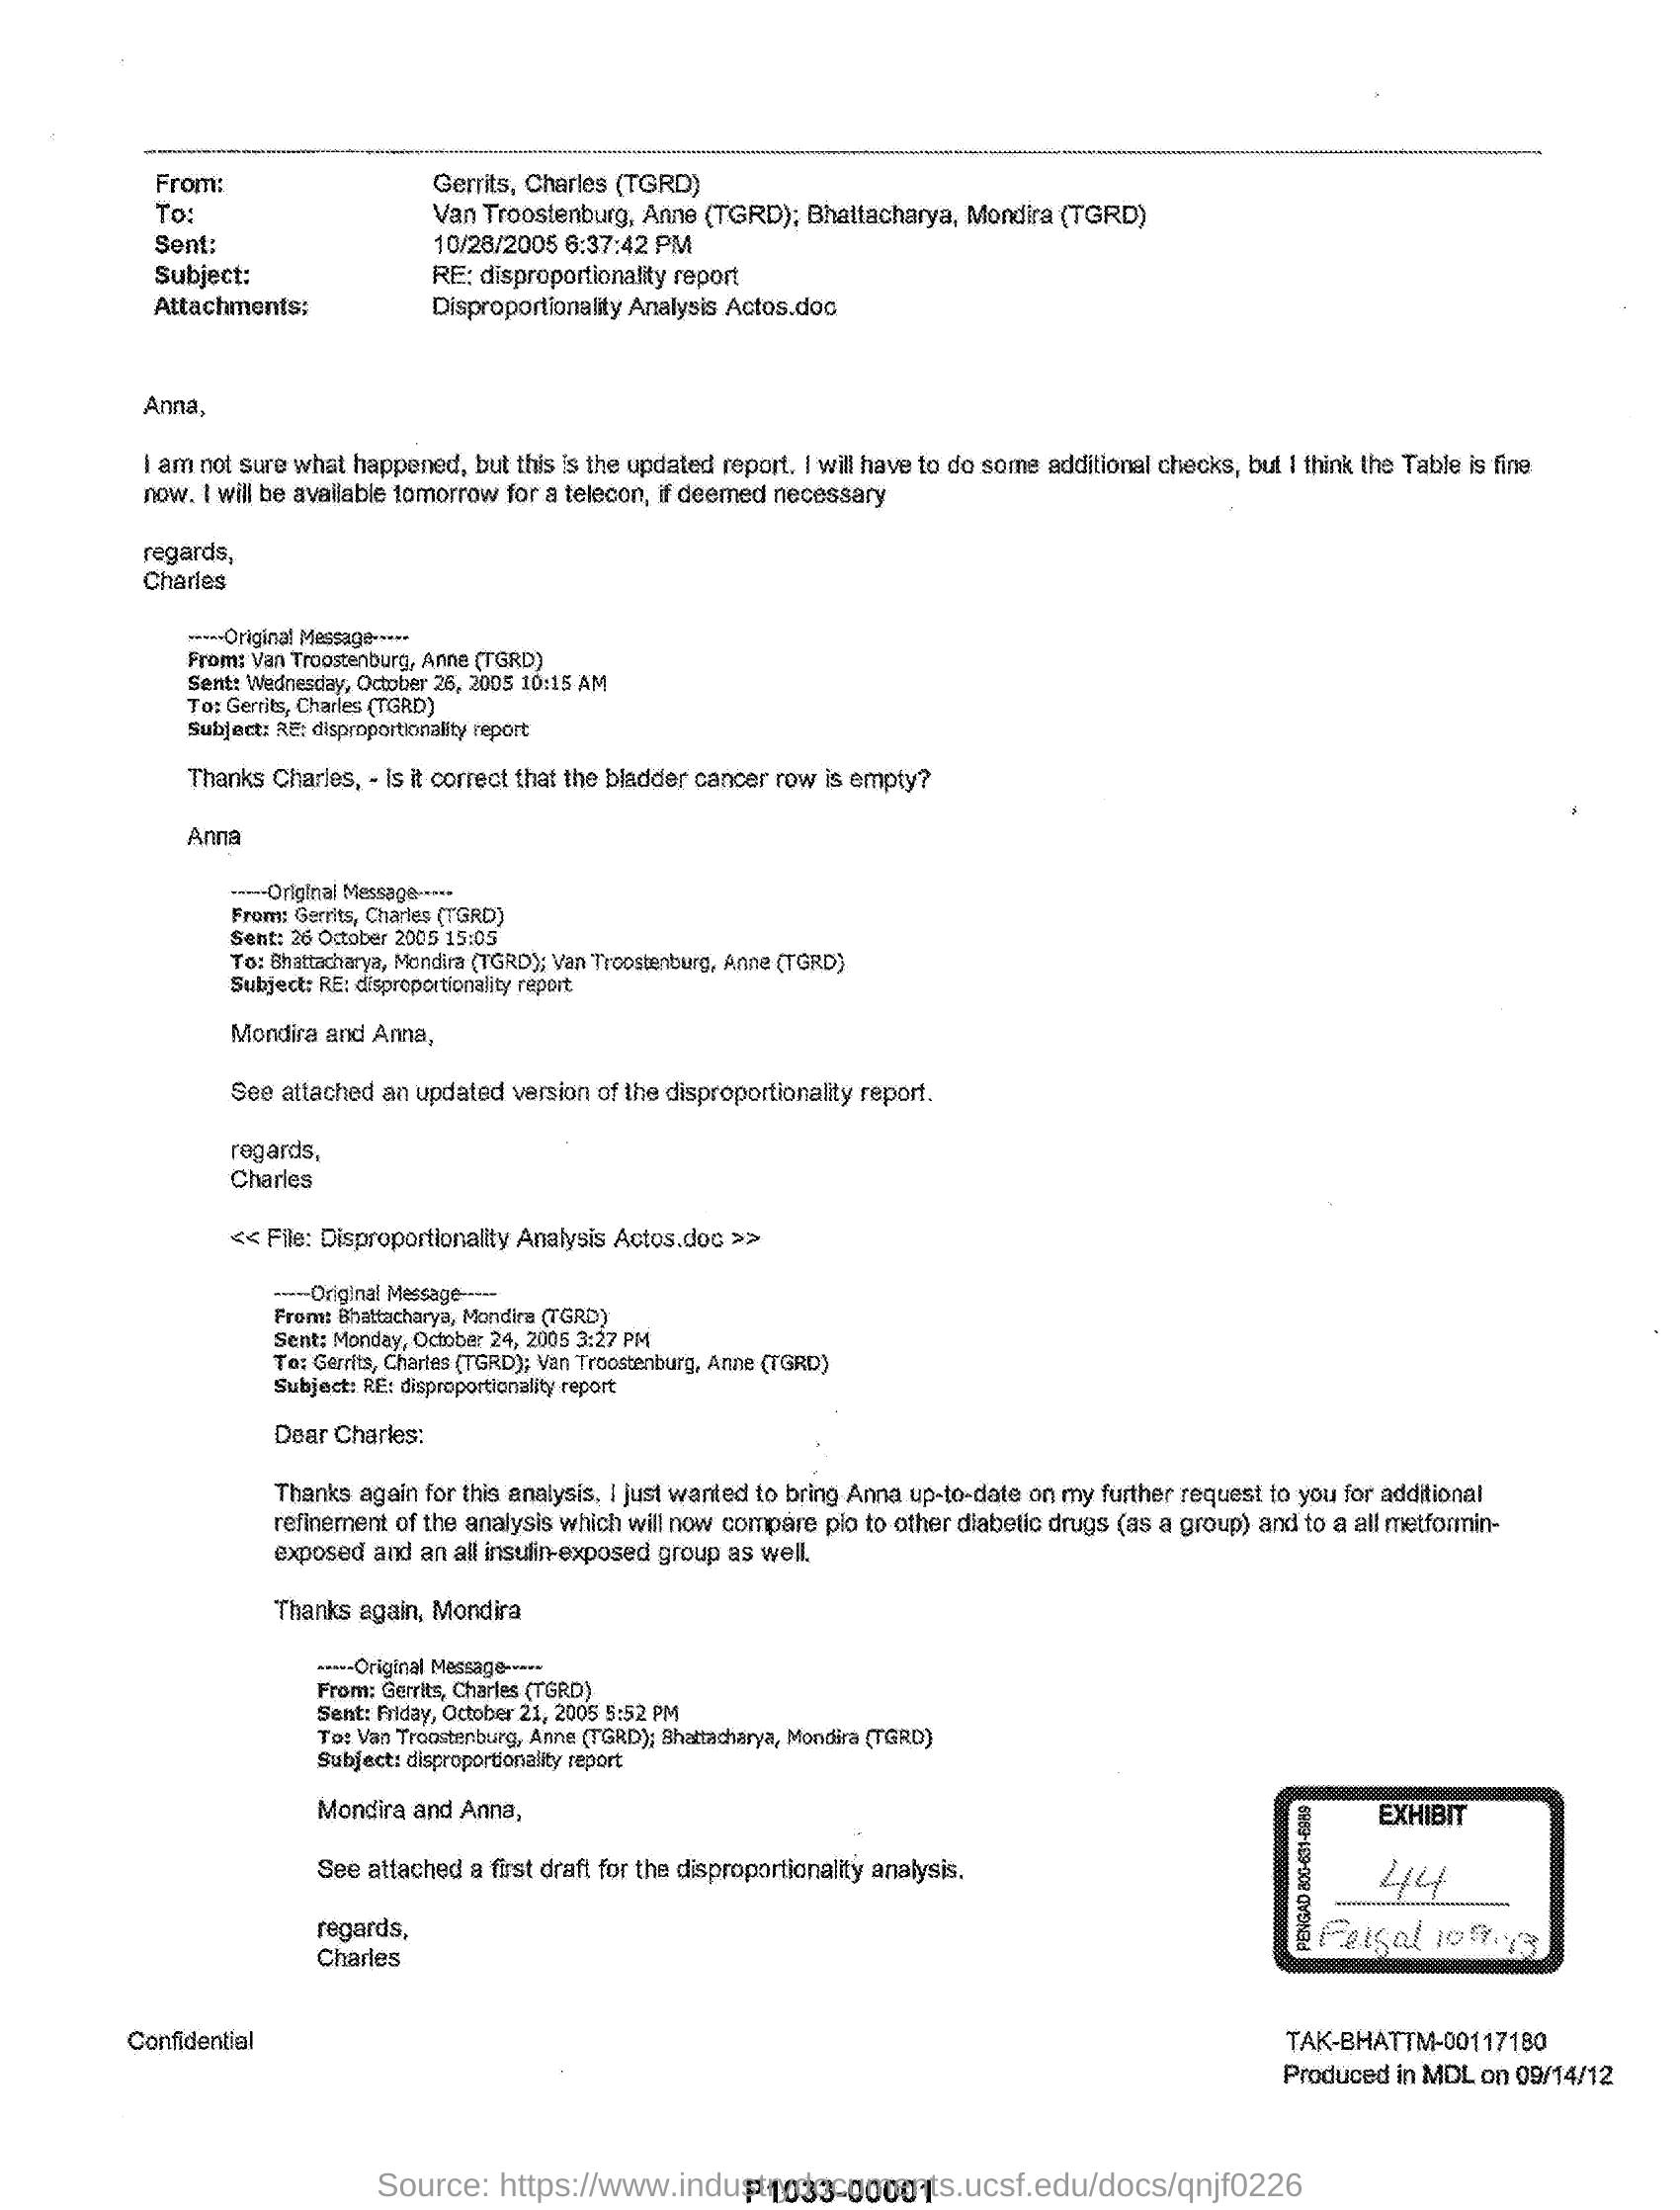 From: Gerrits, Charles (TGRD)
To: Van Troostenburg, Anne (TGRD); Bhattacharya, Mondira (TGRD)
Sent: 10/26/2005 6:37:42 PM
Subject: RE: disproportionality report
Attachments: Disproportionality Analysis Actos.doc
Anna,
I am not sure what happened, but this is the updated report. I will have to do some additional checks, but I think the Table is fine
now. I will be available tomorrow for a telecon, if deemed necessary
regards,
Charles
-----Original Message-----
From: Van Troostenburg, Anne (TGRD)
Sent: Wednesday, October 26, 2005 10:15 AM
To: Gerrits, Charles (TGRD)
Subject: RE: disproportionality report
Thanks Charles, - is it correct that the bladder cancer row is empty?
Anna
-----Original Message-----
From: Gerrits, Charles (TGRD)
Sent: 26 October 2005 15:05
To: Bhattacharya, Mondira (TGRD); Van Troostenburg, Anne (TGRD)
Subject: RE: disproportionality report
Mondira and Anna,
See attached an updated version of the disproportionality report.
regards,
Charles
<< File: Disproportionality Analysis Actos.doc >>
-----Original Message-----
From: Bhattacharya, Mondira (TGRD)
Sent: Monday, October 24, 2005 3:27 PM
To: Gerrits, Charles (TGRD); Van Troostenburg, Anne (TGRD)
Subject: RE: disproportionality report
Dear Charles:
Thanks again for this analysis. I just wanted to bring Anna up-to-date on my further request to you for additional
refinement of the analysis which will now compare pio to other diabetic drugs (as a group) and to a all metformin-
exposed and an all insulin-exposed group as well.
Thanks again, Mondira
-----Original Message-----
From: Gerrits, Charles (TGRD)
Sent: Friday, October 21, 2005 5:52 PM
To: Van Troostenburg, Anne (TGRD); Bhattacharya, Mondira (TGRD)
Subject: disproportionality report
Mondira and Anna,
See attached a first draft for the disproportionality analysis.
regards,
Charles
PENGAD 800-631-6989
EXHIBIT
44
Feigal
Confidential
TAK-BHATTM-00117180
Produced in MDL on 09/14/12
P1033-00001
Source: https://www.industrydocuments.ucsf.edu/docs/qnjf0226